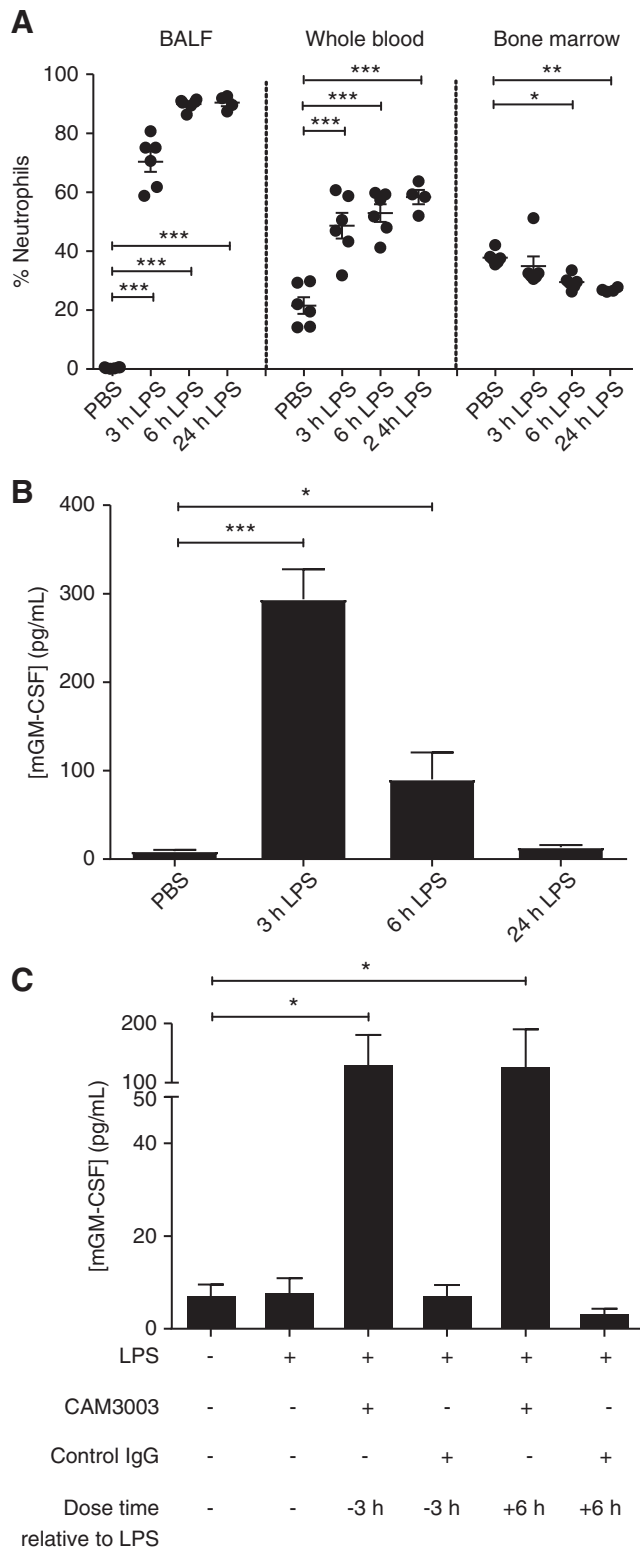 A
BALF Whole blood Bone marrow
*** **
*** *
***
100
80
60
40
20
0
% Neutrophils
***
***
***
PBS 3 h LPS 6 h LPS 24 h LPS PBS 3 h LPS 6 h LPS 2 4h LPS PBS 3 h LPS 6 h LPS 24 h LPS
B
*
***
400
300
200
100
0
[mGM-CSF] (pg/mL)
PBS 3 h LPS 6 h LPS 24 h LPS
C
*
*
200
100
50
40
20
0
[mGM-CSF] (pg/mL)
LPS - + + + + +
CAM3003 - - + - + -
Control IgG - - - + - +
Dose time - - -3 h -3 h +6 h +6 h
relative to LPS